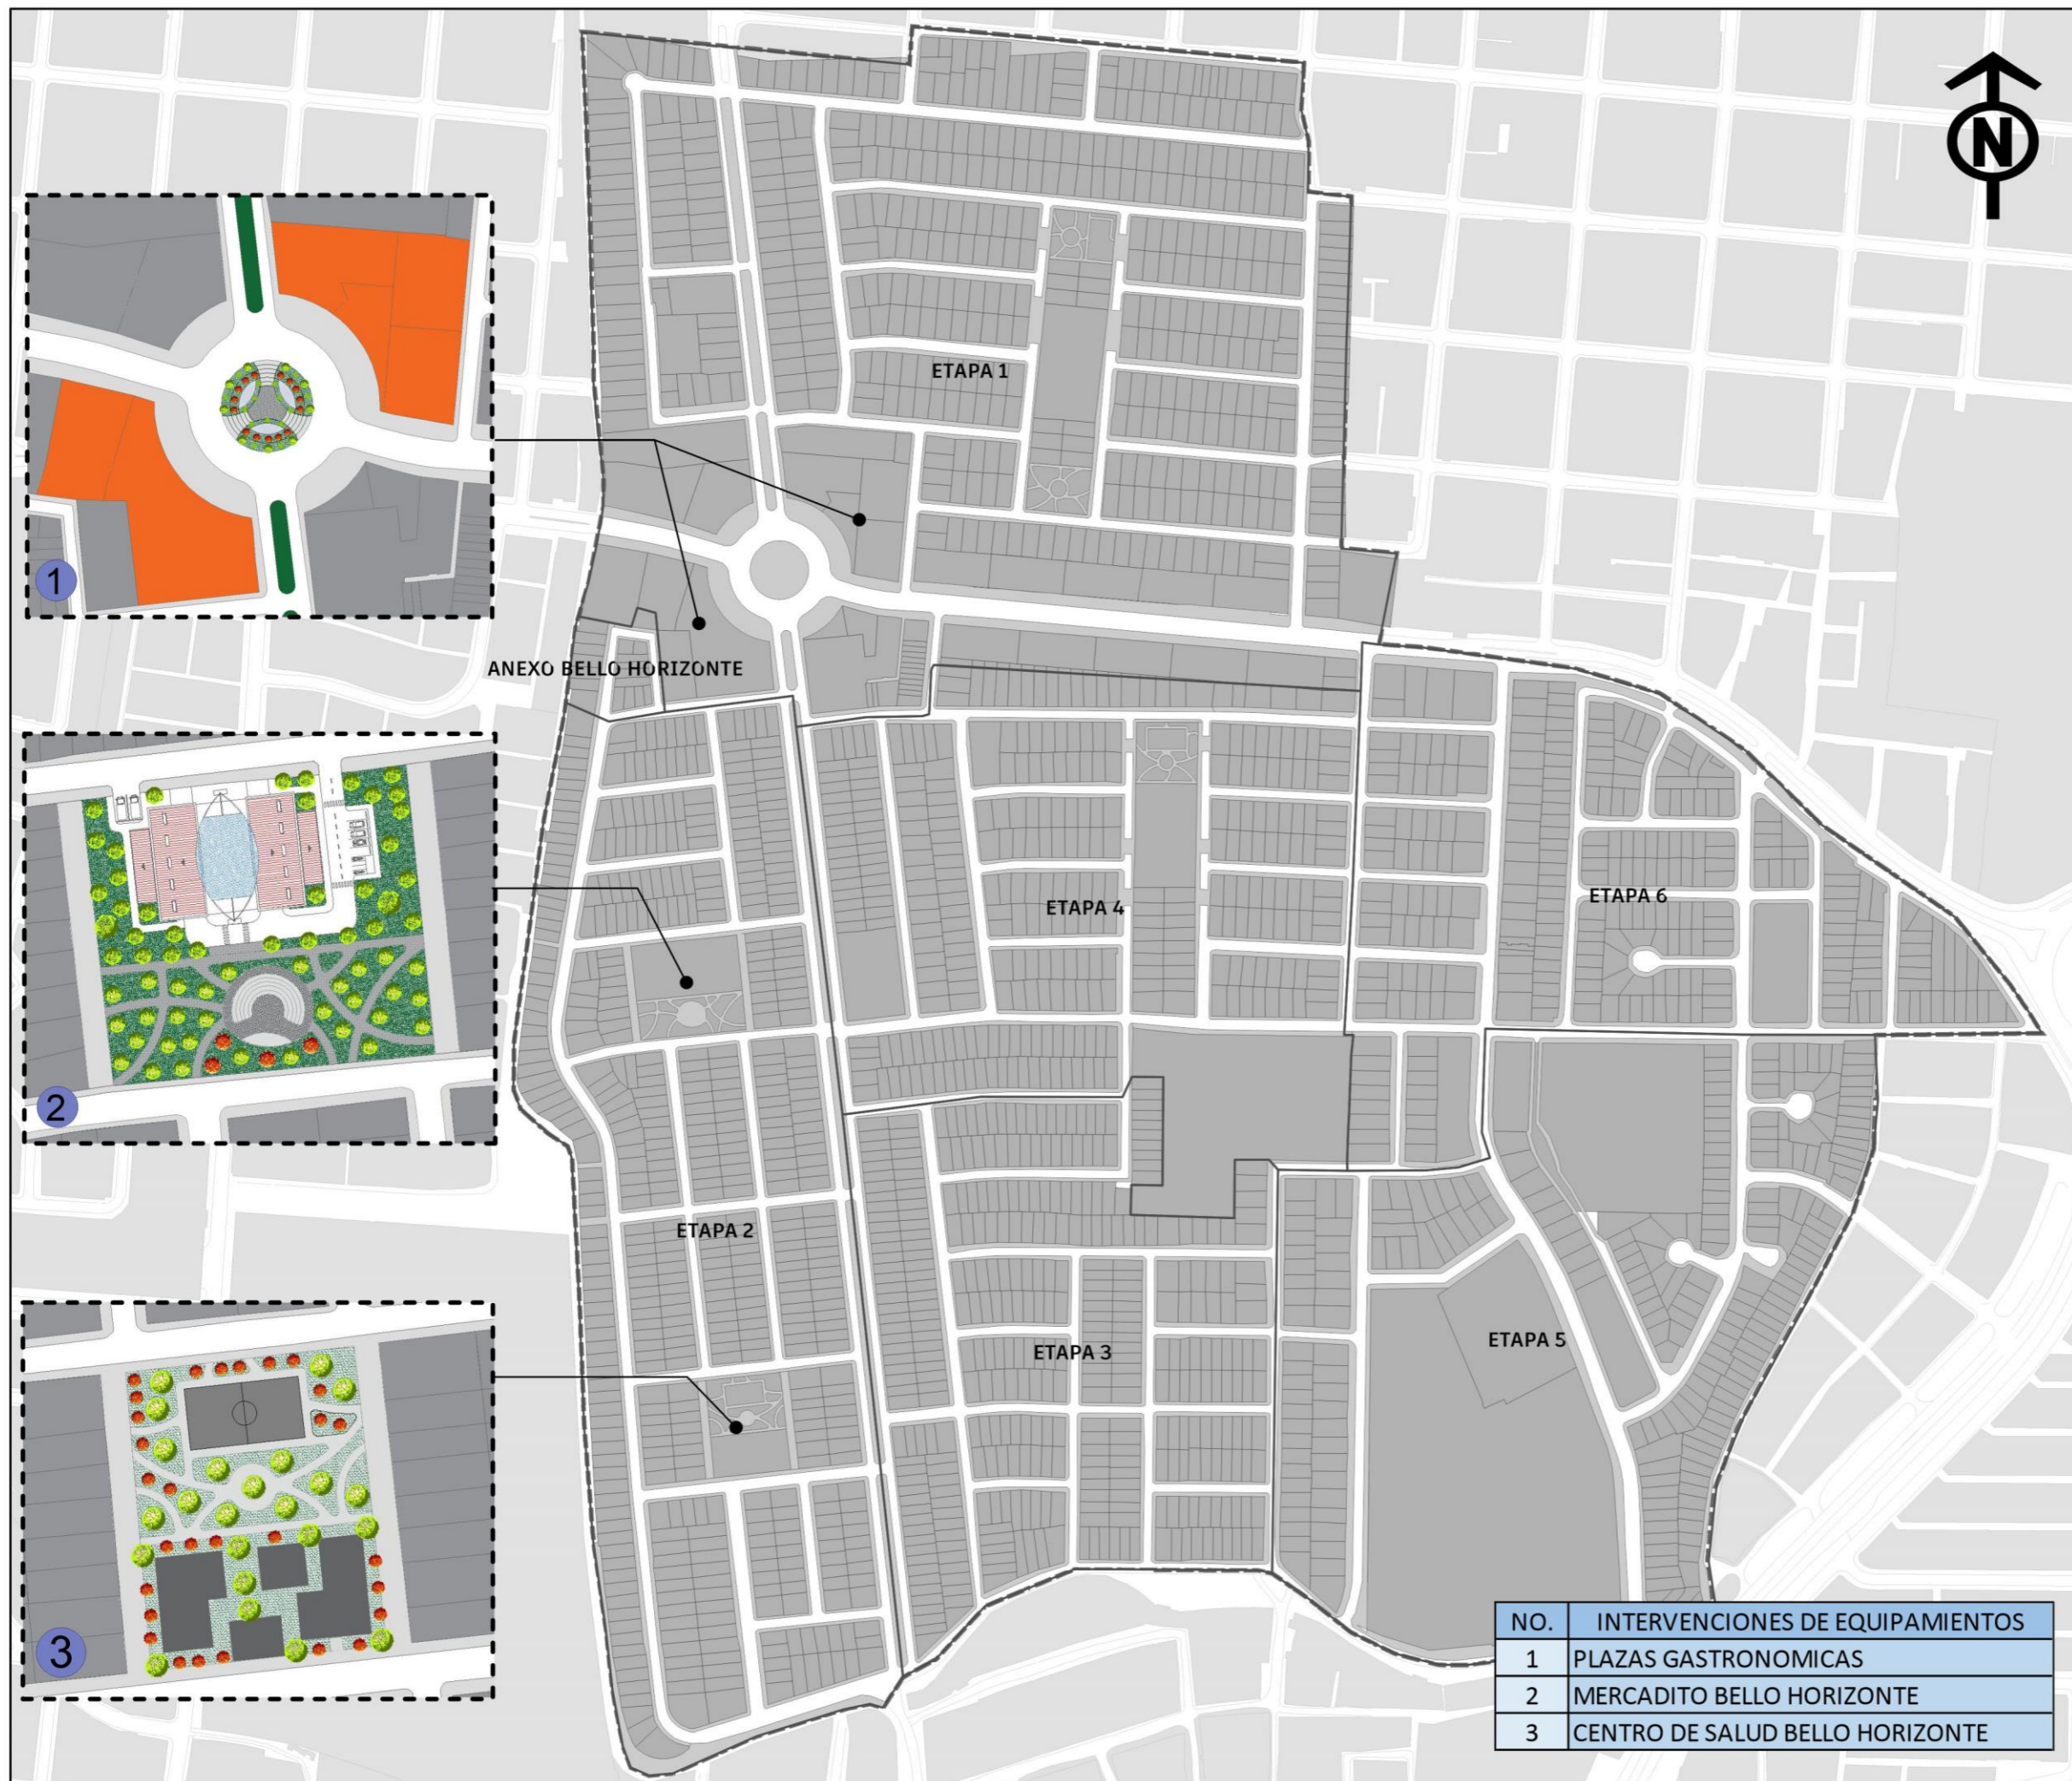 N
1
2
3
ETAPA 1
ANEXO BELLO HORIZONTE
ETAPA 4
ETAPA 6
ETAPA 2
ETAPA 3
ETAPA 5
NO. INTERVENCIONES DE EQUIPAMIENTOS
1 PLAZAS GASTRONOMICAS
2 MERCADITO BELLO HORIZONTE
3 CENTRO DE SALUD BELLO HORIZONTE